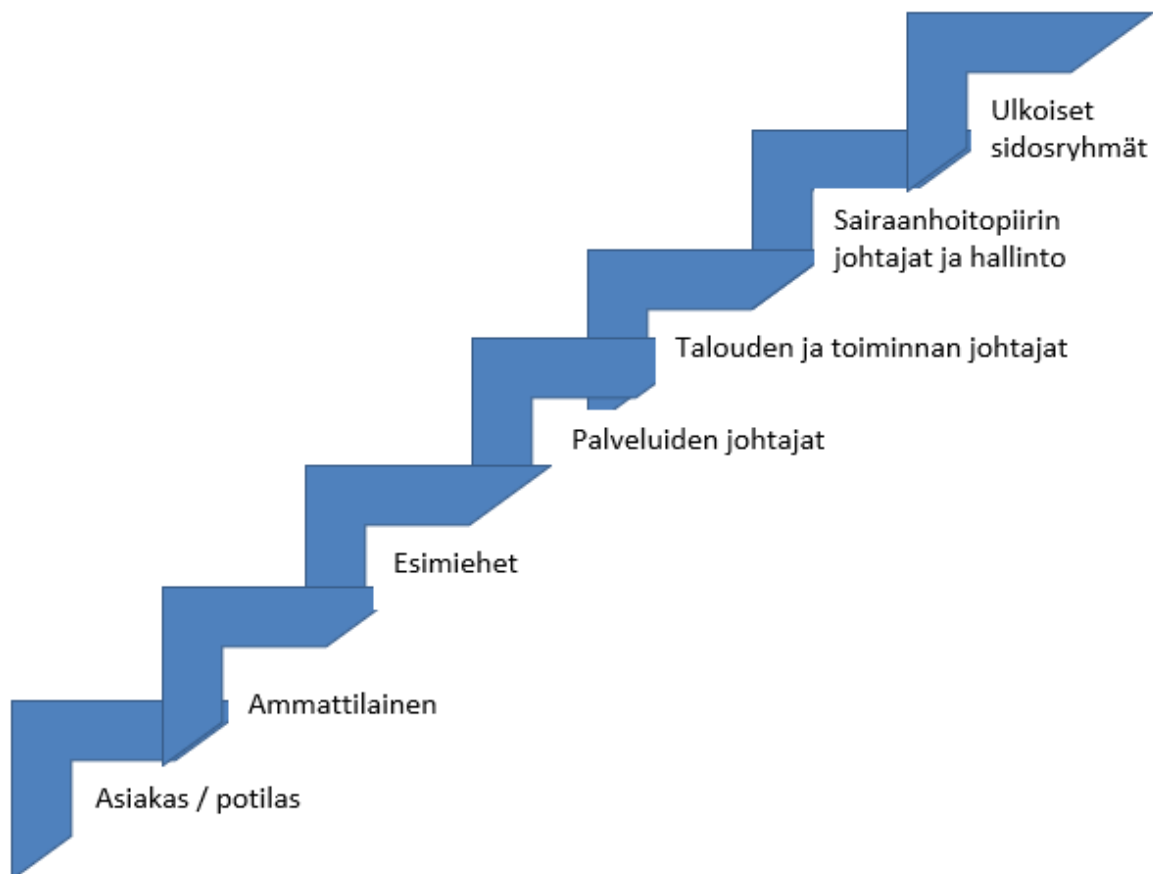 Ulkoiset
sidosryhmät
Sairaanhoitopiirin
johtajat ja hallinto
Talouden ja toiminnan johtajat
Palveluiden johtajat
Esimiehet
Ammattilainen
Asiakas / potilas